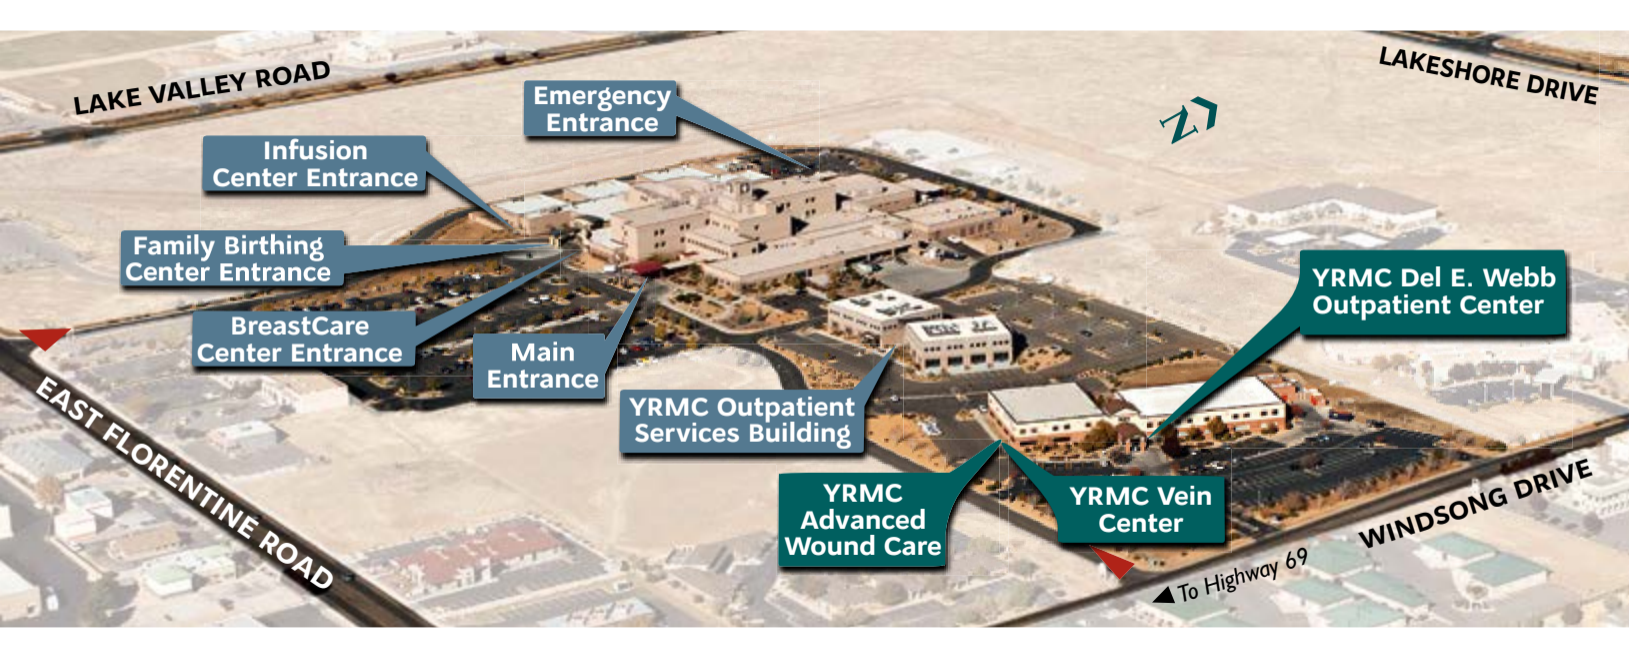 LAKE VALLEY ROAD
LAKESHORE DRIVE
Emergency
Entrance
N
Infusion
Center Entrance
Family Birthing
Center Entrance
YRMC Del E. Webb
Outpatient Center
BreastCare
Center Entrance
Main
Entrance
YRMC Outpatient
Services Building
EAST FLORENTINE ROAD
YRMC
Advanced
Wound Care
YRMC Vein
Center
WINDSONG DRIVE
To Highway 69